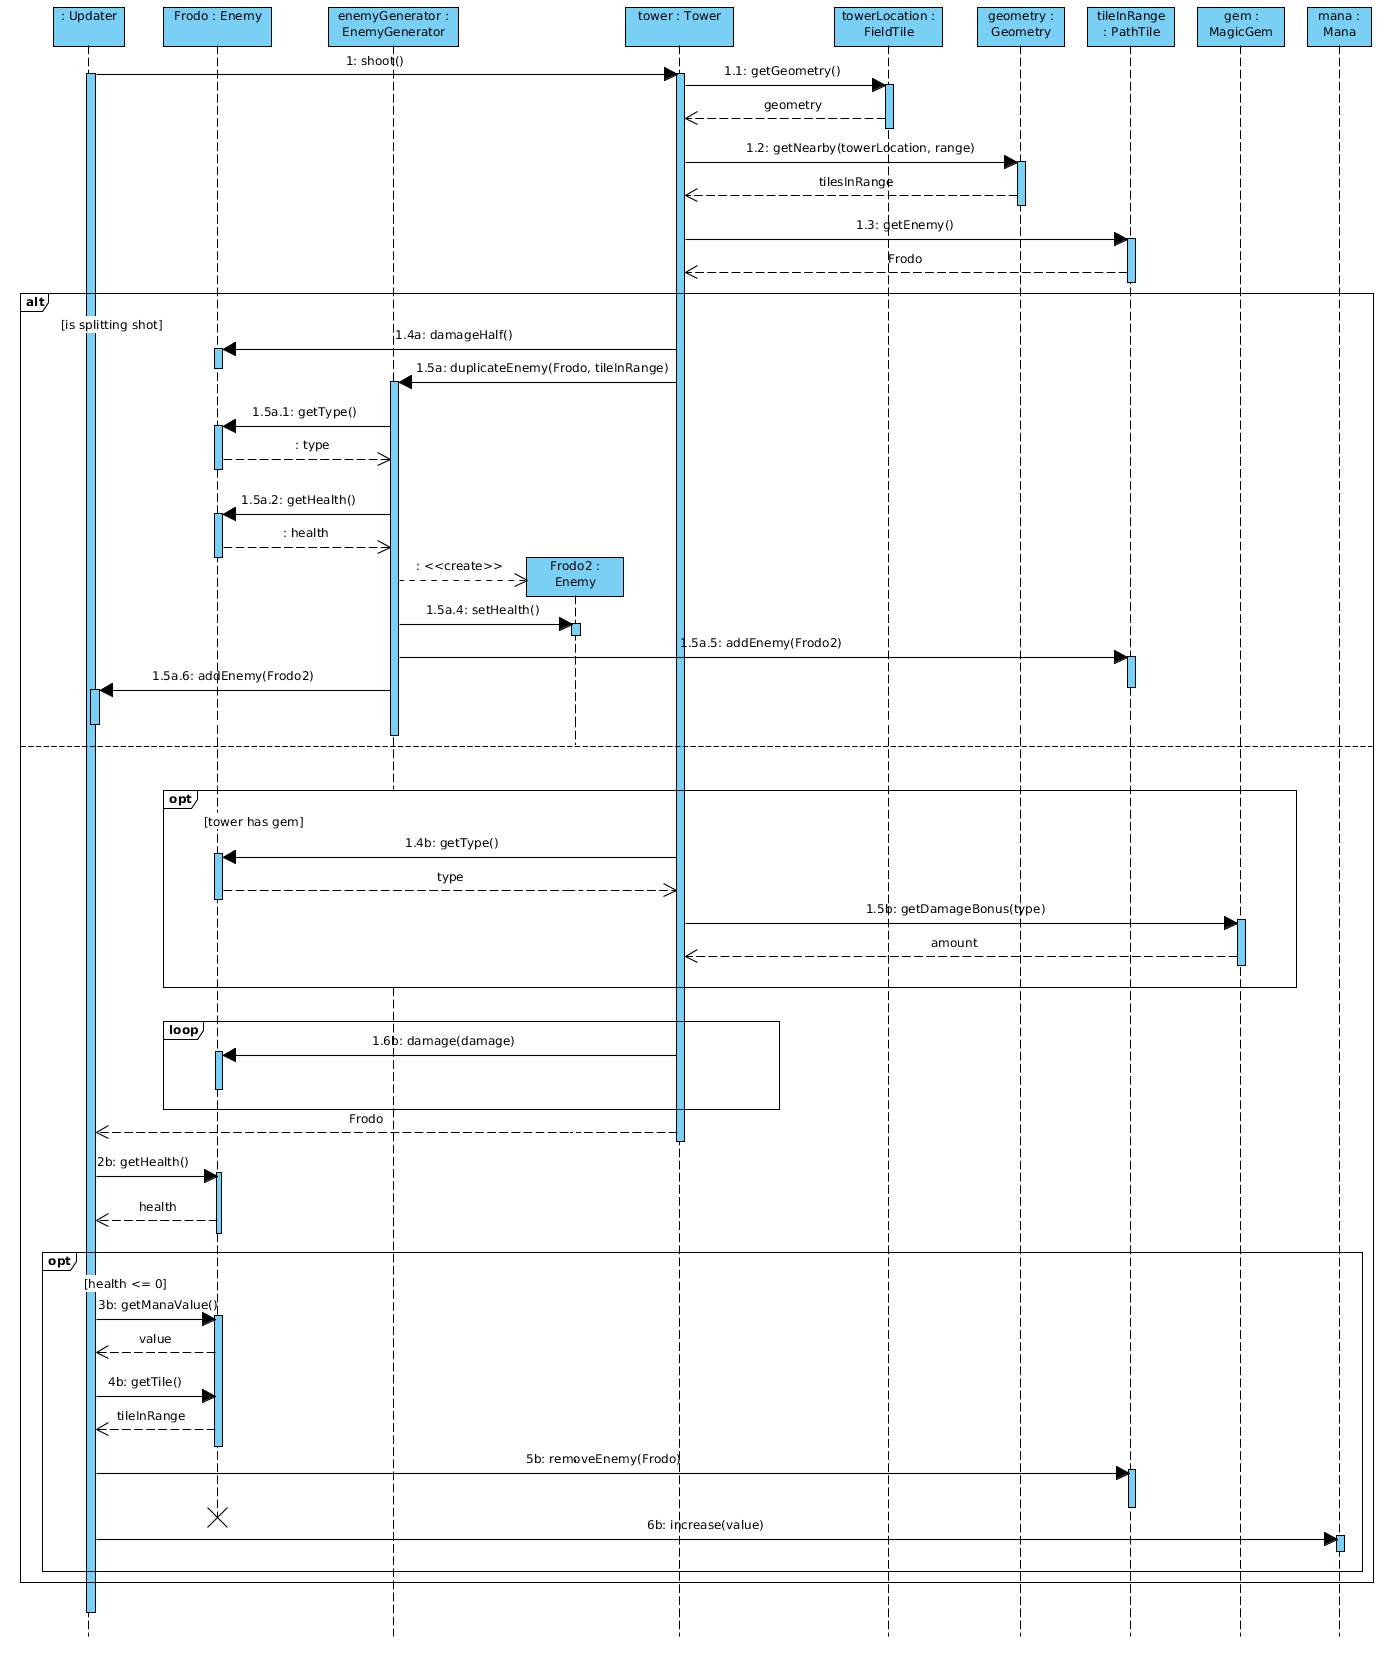 : Updater
Frodo : Enemy
enemyGenerator :
EnemyGenerator
tower : Tower
towerLocation :
FieldTile
geometry :
Geometry
tileInRange
: PathTile
gem :
MagicGem
mana :
Mana
1: shoot()
1.1: getGeometry()
geometry
1.2: getNearby(towerLocation, range)
tilesInRange
1.3: getEnemy()
Frodo
alt
[is splitting shot]
1.4a: damageHalf()
1.5a: duplicateEnemy(Frodo, tileInRange)
1.5a.1: getType()
: type
1.5a.2: getHealth()
: health
: <<create>>
Frodo2 :
Enemy
1.5a.4: setHealth()
1.5a.5: addEnemy(Frodo2)
1.5a.6: addEnemy(Frodo2)
opt
[tower has gem]
1.4b: getType()
type
1.5b: getDamageBonus(type)
amount
loop
1.6b: damage(damage)
Frodo
2b: getHealth()
health
opt
[health <= 0]
3b: getManaValue()
value
4b: getTile()
tileInRange
5b: removeEnemy(Frodo)
6b: increase(value)